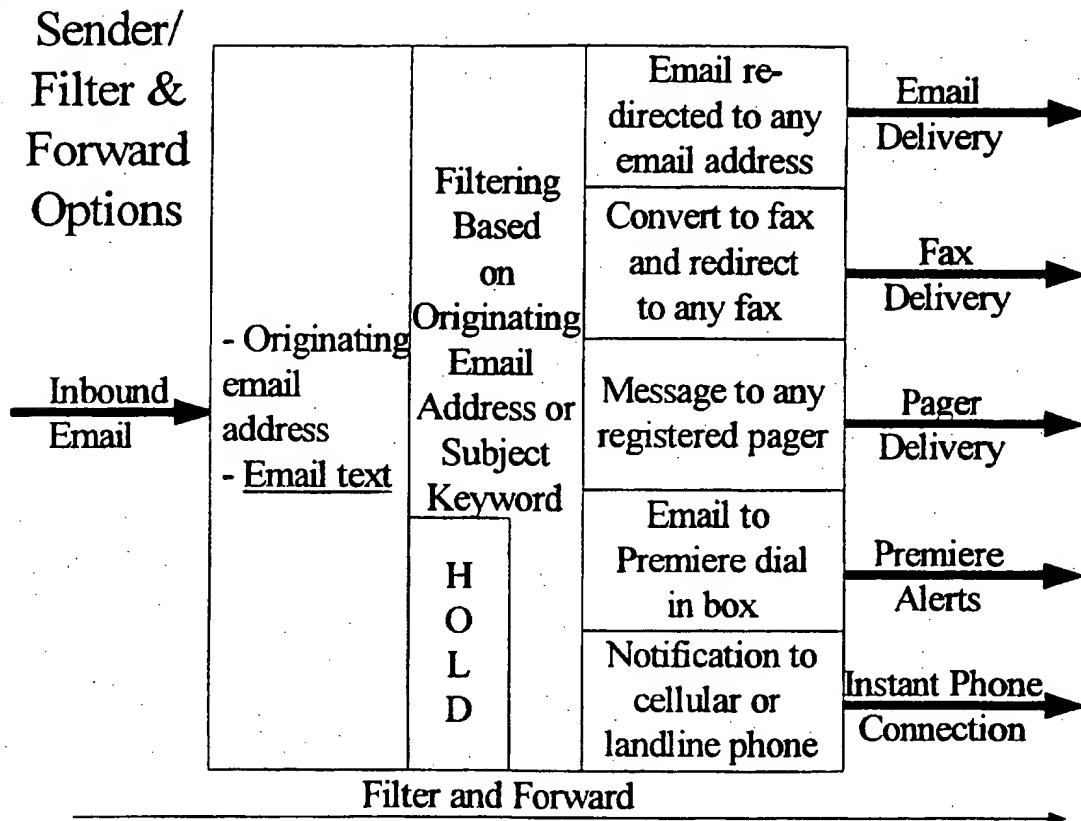 Sender/
Filter &
Forward
Options
Inbound
Email
- Originating
email
address
- Email text
Filtering
Based
on
Originating
Email
Address or
Subject
Keyword
H
O
L
D
Email re-
directed to any
email address
Convert to fax
and redirect
to any fax
Message to any
registered pager
Email to
Premiere dial
in box
Notification to
cellular or
landline phone
Email
Delivery
Fax
Delivery
Pager
Delivery
Premiere
Alerts
Instant Phone
Connection
Filter and Forward